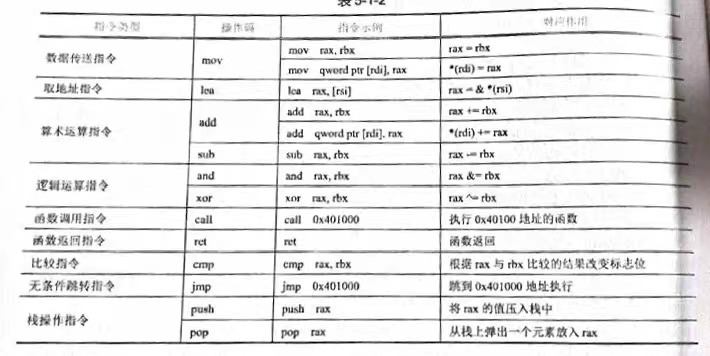 表 5-1-2
指令类型 操作码 指令示例 对应作用
数据传送指令 mov mov rax, rbx rax = rbx
mov qword ptr [rdi], rax *(rdi) = rax
取地址指令 lea lea rax, [rsi] rax = & *(rsi)
算术运算指令 add add rax, rbx rax += rbx
add qword ptr [rdi], rax *(rdi) += rax
sub sub rax, rbx rax -= rbx
逻辑运算指令 and and rax, rbx rax &= rbx
xor xor rax, rbx rax ^= rbx
函数调用指令 call call 0x401000 执行 0x40100 地址的函数
函数返回指令 ret ret 函数返回
比较指令 cmp cmp rax, rbx 根据 rax 与 rbx 比较的结果改变标志位
无条件跳转指令 jmp jmp 0x401000 跳到 0x401000 地址执行
栈操作指令 push push rax 将 rax 的值压入栈中
pop pop rax 从栈上弹出一个元素放入 rax